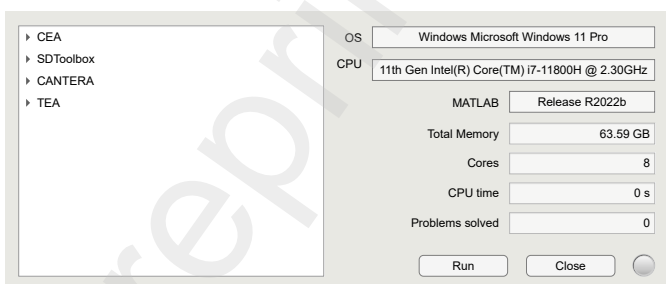 CEA
SDToolbox
CANTERA
TEA
OS Windows Microsoft Windows 11 Pro
CPU 11th Gen Intel(R) Core(TM) i7-11800H @ 2.30GHz
MATLAB Release R2022b
Total Memory 63.59 GB
Cores 8
CPU time 0 s
Problems solved 0
Run Close